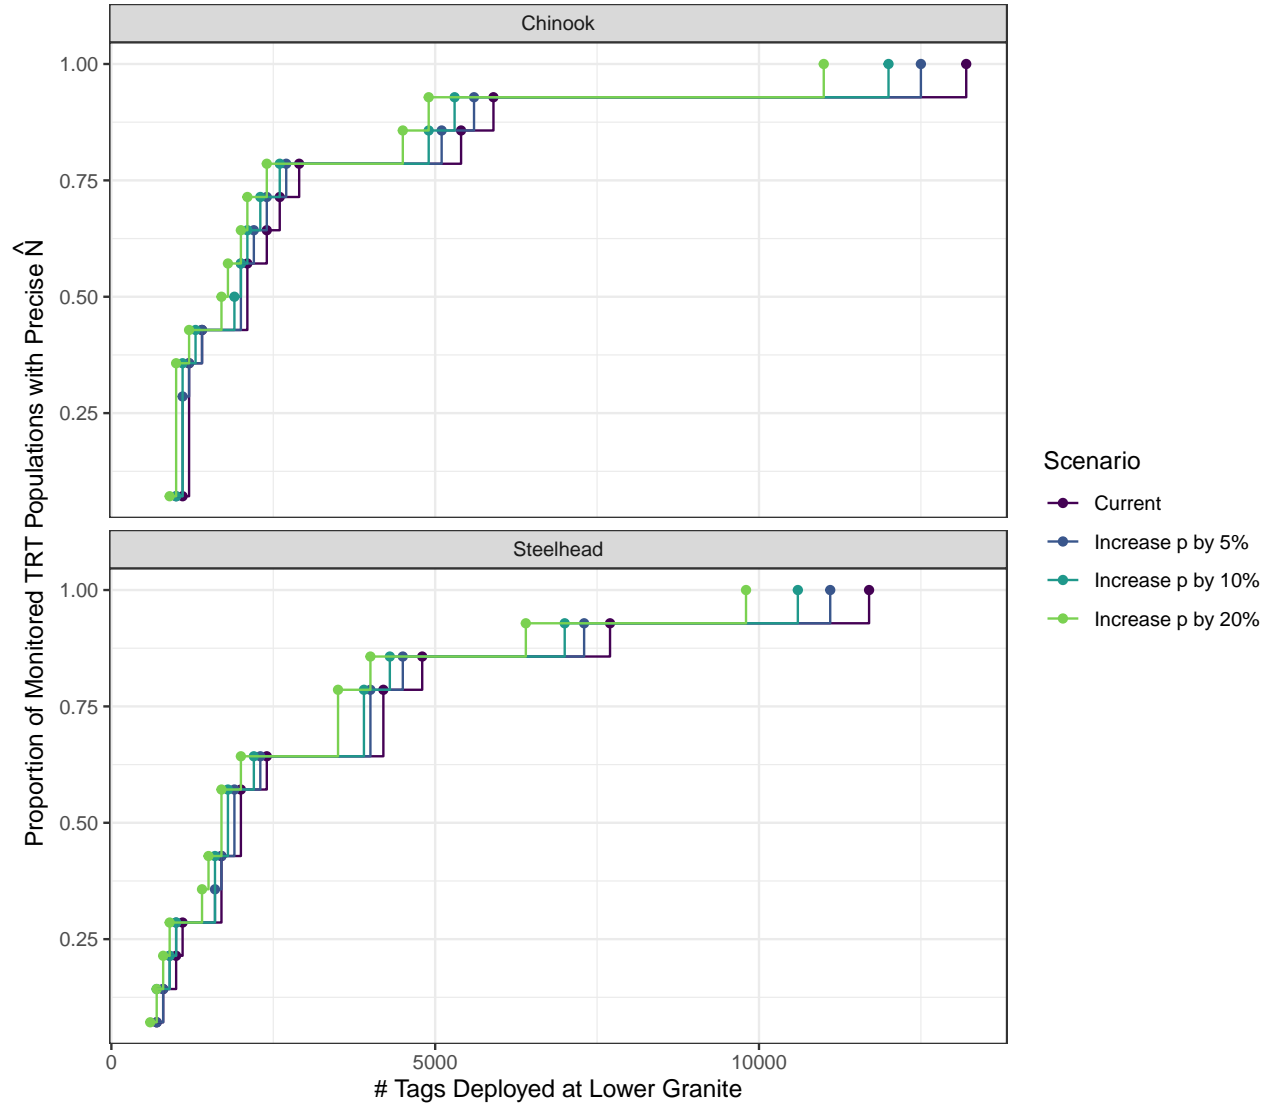 Chinook
1.00
0.75
0.50
0.25
Steelhead
1.00
0.75
0.50
0.25
0
5000
10000
# Tags Deployed at Lower Granite
Proportion of Monitored TRT Populations with Precise N̂
Scenario
Current
Increase p by 5%
Increase p by 10%
Increase p by 20%